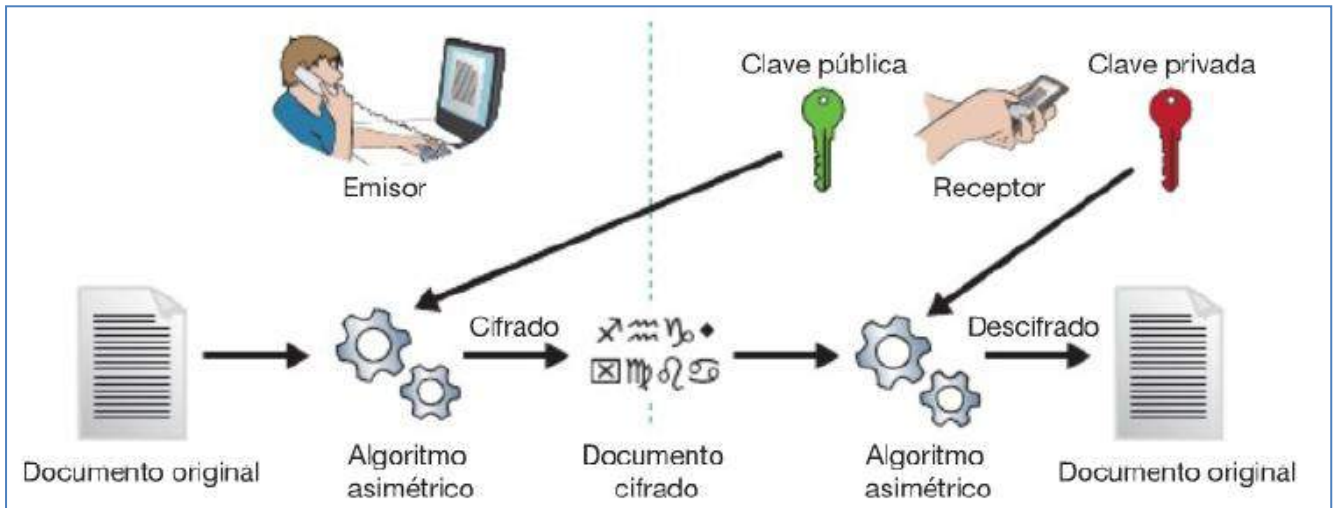 Clave pública
Clave privada
Emisor
Receptor
Cifrado
Descifrado
Documento original
Algoritmo
asimétrico
Documento
cifrado
Algoritmo
asimétrico
Documento original